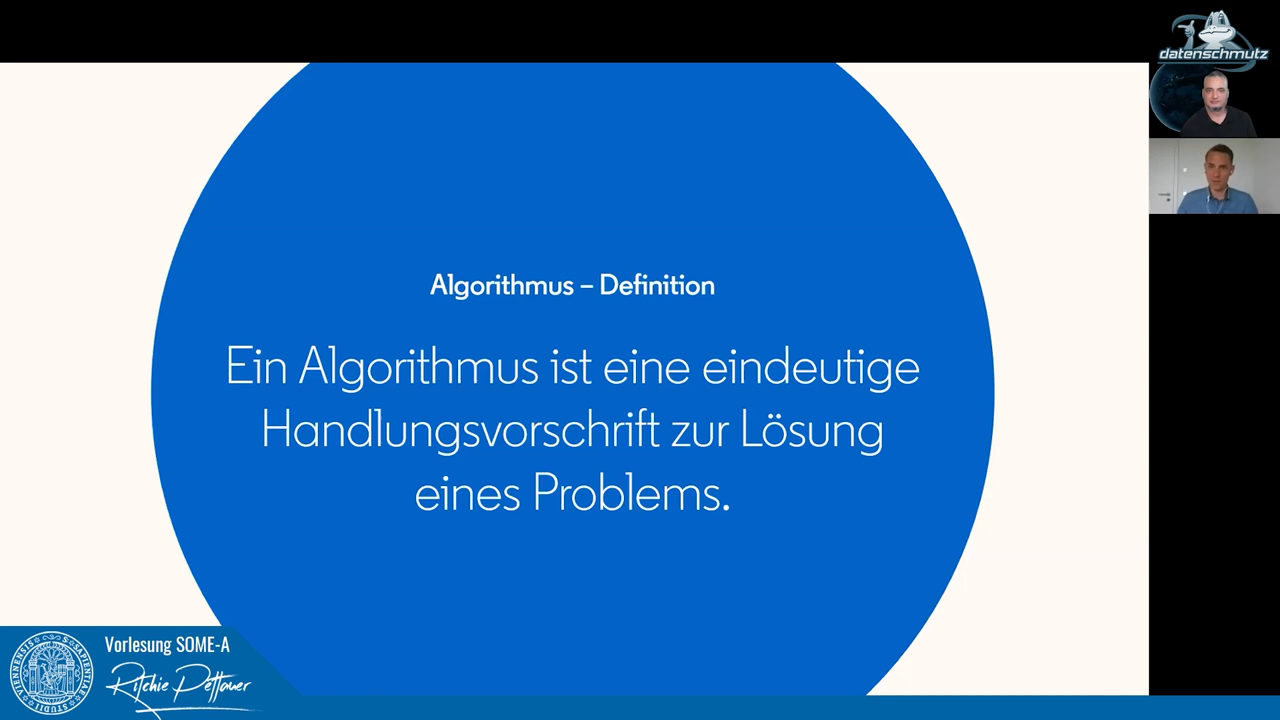 datenschmutz
Algorithmus – Definition
Ein Algorithmus ist eine eindeutige
Handlungsvorschrift zur Lösung
eines Problems.
Vorlesung SOME-A
Ritchie Pettauer